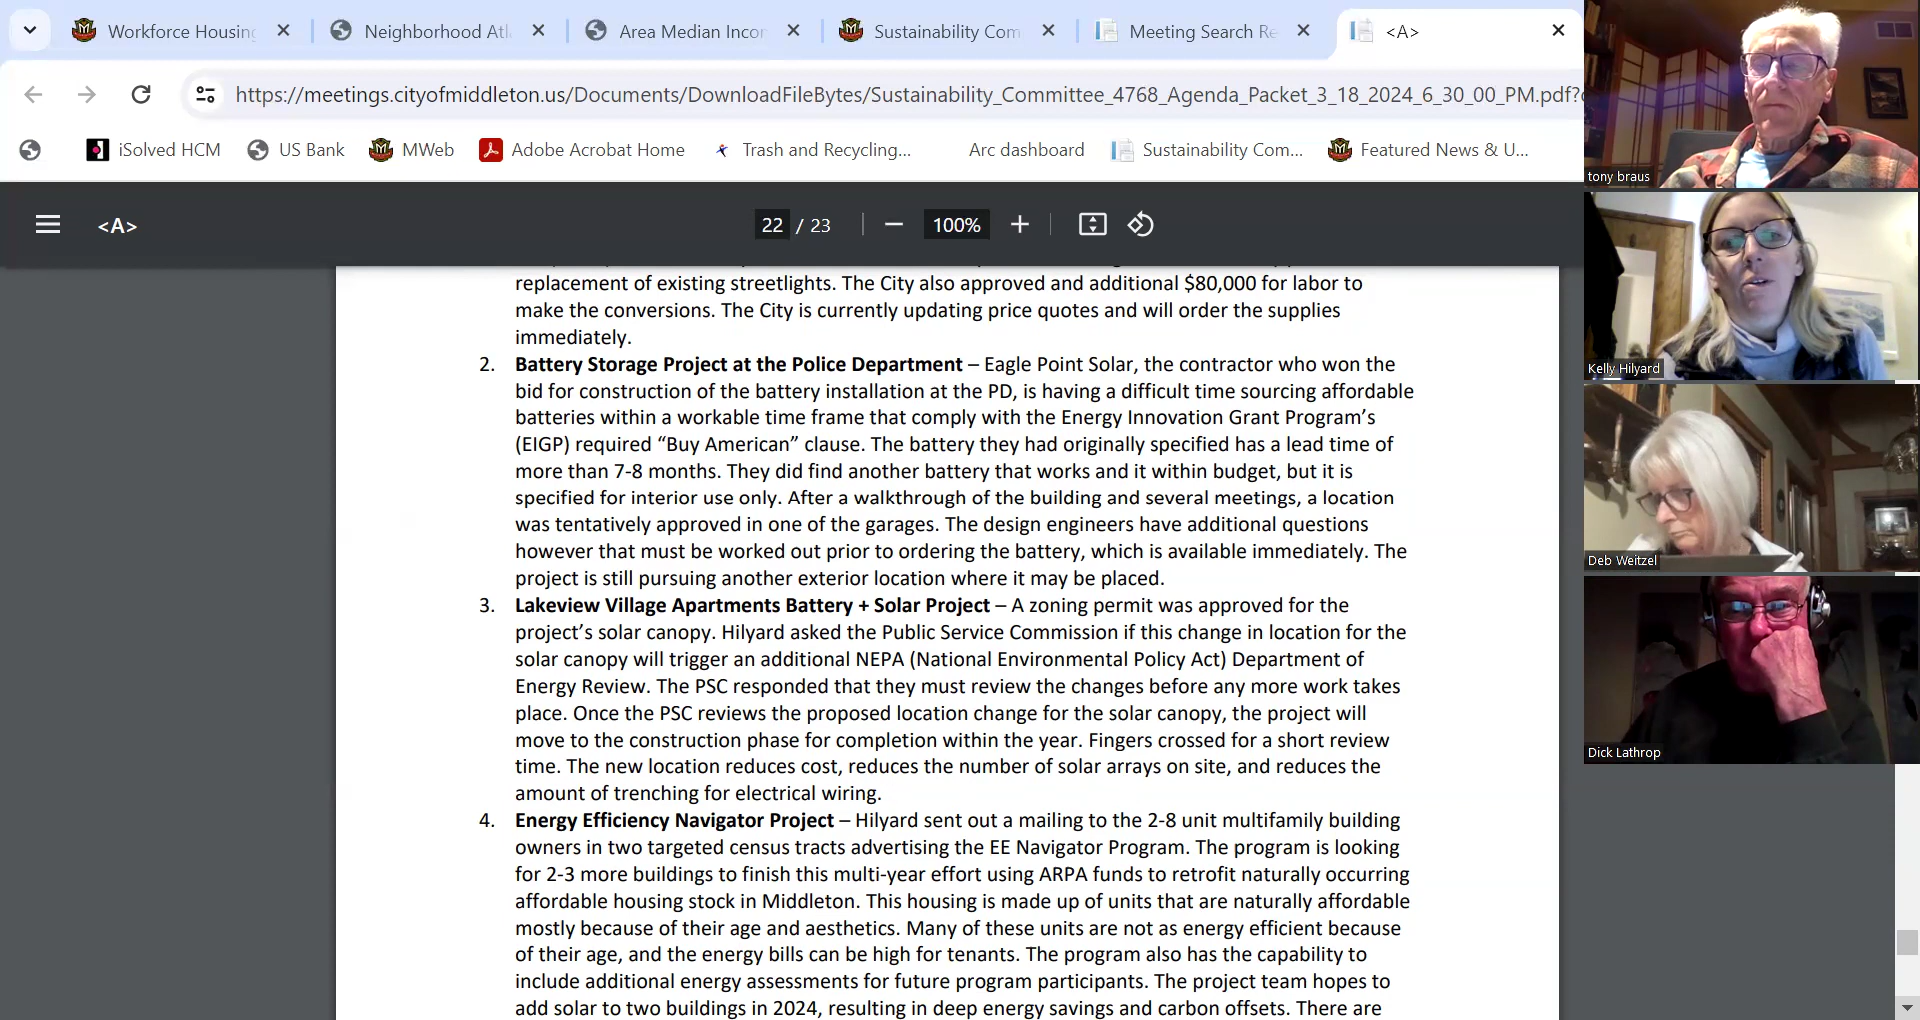 Workforce Housing
Neighborhood Atl
Area Median Incor
Sustainability Com
Meeting Search Re
<A>
https://meetings.cityofmiddleton.us/Documents/DownloadFileBytes/Sustainability_Committee_4768_Agenda_Packet_3_18_2024_6_30_00_PM.pdf?
iSolved HCM
US Bank
MWeb
Adobe Acrobat Home
Trash and Recycling...
Arc dashboard
Sustainability Com...
Featured News & U...
<A>
22 / 23
100%
replacement of existing streetlights. The City also approved and additional $80,000 for labor to
make the conversions. The City is currently updating price quotes and will order the supplies
immediately.
2. Battery Storage Project at the Police Department – Eagle Point Solar, the contractor who won the
bid for construction of the battery installation at the PD, is having a difficult time sourcing affordable
batteries within a workable time frame that comply with the Energy Innovation Grant Program’s
(EIGP) required “Buy American” clause. The battery they had originally specified has a lead time of
more than 7-8 months. They did find another battery that works and it within budget, but it is
specified for interior use only. After a walkthrough of the building and several meetings, a location
was tentatively approved in one of the garages. The design engineers have additional questions
however that must be worked out prior to ordering the battery, which is available immediately. The
project is still pursuing another exterior location where it may be placed.
3. Lakeview Village Apartments Battery + Solar Project – A zoning permit was approved for the
project’s solar canopy. Hilyard asked the Public Service Commission if this change in location for the
solar canopy will trigger an additional NEPA (National Environmental Policy Act) Department of
Energy Review. The PSC responded that they must review the changes before any more work takes
place. Once the PSC reviews the proposed location change for the solar canopy, the project will
move to the construction phase for completion within the year. Fingers crossed for a short review
time. The new location reduces cost, reduces the number of solar arrays on site, and reduces the
amount of trenching for electrical wiring.
4. Energy Efficiency Navigator Project – Hilyard sent out a mailing to the 2-8 unit multifamily building
owners in two targeted census tracts advertising the EE Navigator Program. The program is looking
for 2-3 more buildings to finish this multi-year effort using ARPA funds to retrofit naturally occurring
affordable housing stock in Middleton. This housing is made up of units that are naturally affordable
mostly because of their age and aesthetics. Many of these units are not as energy efficient because
of their age, and the energy bills can be high for tenants. The program also has the capability to
include additional energy assessments for future program participants. The project team hopes to
add solar to two buildings in 2024, resulting in deep energy savings and carbon offsets. There are
tony braus
Kelly Hilyard
Deb Weitzel
Dick Lathrop